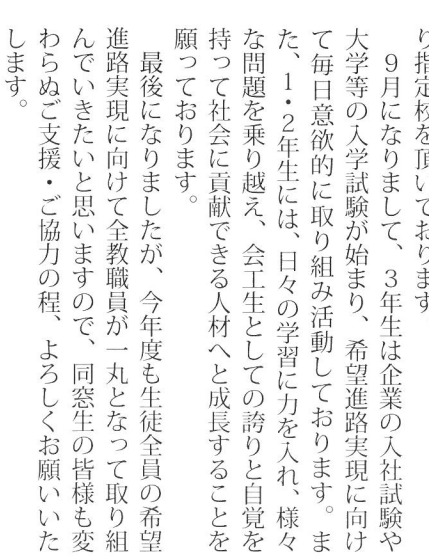 り指定校を頂いております。
　９月になりまして、３年生は企業の入社試験や
大学等の入学試験が始まり、希望進路実現に向け
て毎日意欲的に取り組み活動しております。ま
た、１・２年生には、日々の学習に力を入れ、様々
な問題を乗り越え、会工生としての誇りと自覚を
持って社会に貢献できる人材へと成長することを
願っております。
　最後になりましたが、今年度も生徒全員の希望
進路実現に向けて全教職員が一丸となって取り組
んでいきたいと思いますので、同窓生の皆様も変
わらぬご支援・ご協力の程、よろしくお願いいた
します。